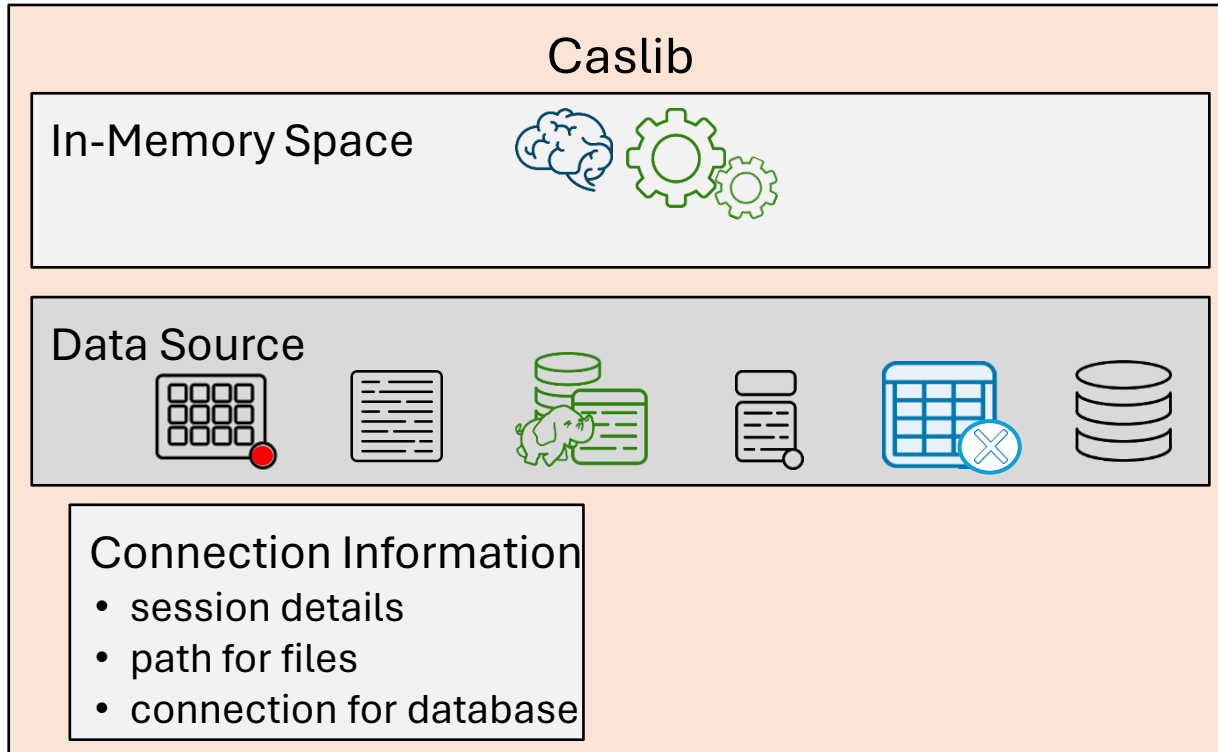 Caslib
In-Memory Space
Data Source
Connection Information
• session details
• path for files
• connection for database